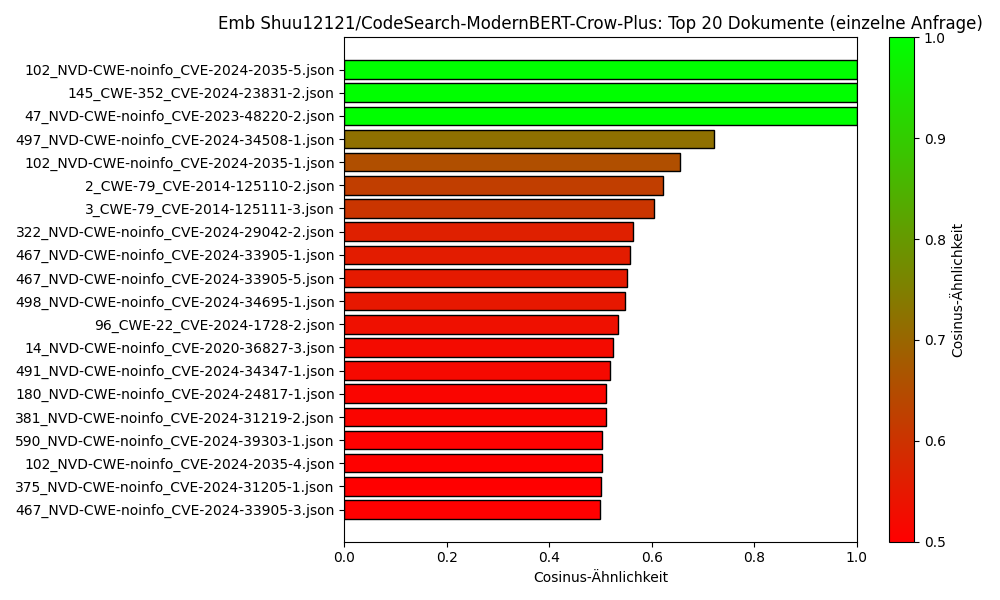 Emb Shuu12121/CodeSearch-ModernBERT-Crow-Plus: Top 20 Dokumente (einzelne Anfrage)
102_NVD-CWE-noinfo_CVE-2024-2035-5.json
145_CWE-352_CVE-2024-23831-2.json
47_NVD-CWE-noinfo_CVE-2023-48220-2.json
497_NVD-CWE-noinfo_CVE-2024-34508-1.json
102_NVD-CWE-noinfo_CVE-2024-2035-1.json
2_CWE-79_CVE-2014-125110-2.json
3_CWE-79_CVE-2014-125111-3.json
322_NVD-CWE-noinfo_CVE-2024-29042-2.json
467_NVD-CWE-noinfo_CVE-2024-33905-1.json
467_NVD-CWE-noinfo_CVE-2024-33905-5.json
498_NVD-CWE-noinfo_CVE-2024-34695-1.json
96_CWE-22_CVE-2024-1728-2.json
14_NVD-CWE-noinfo_CVE-2020-36827-3.json
491_NVD-CWE-noinfo_CVE-2024-34347-1.json
180_NVD-CWE-noinfo_CVE-2024-24817-1.json
381_NVD-CWE-noinfo_CVE-2024-31219-2.json
590_NVD-CWE-noinfo_CVE-2024-39303-1.json
102_NVD-CWE-noinfo_CVE-2024-2035-4.json
375_NVD-CWE-noinfo_CVE-2024-31205-1.json
467_NVD-CWE-noinfo_CVE-2024-33905-3.json
0.0 0.2 0.4 0.6 0.8 1.0
Cosinus-Ähnlichkeit
1.0
0.9
0.8
0.7
0.6
0.5
Cosinus-Ähnlichkeit